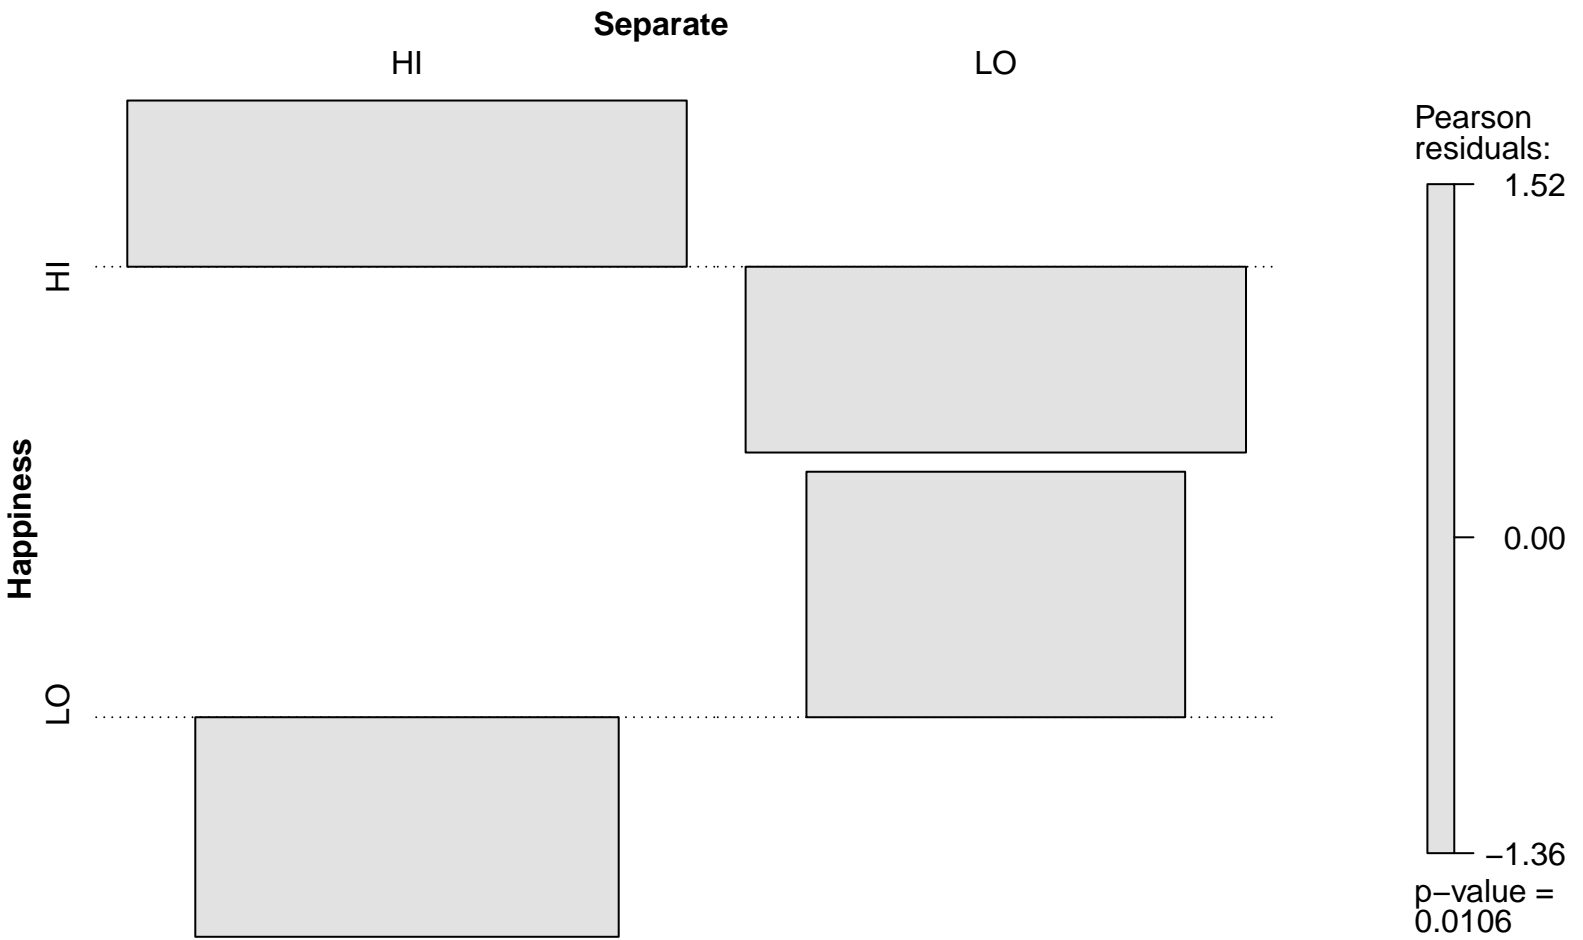 Separate
HI
LO
Happiness
HI
LO
Pearson
residuals:
1.52
0.00
−1.36
p−value =
0.0106